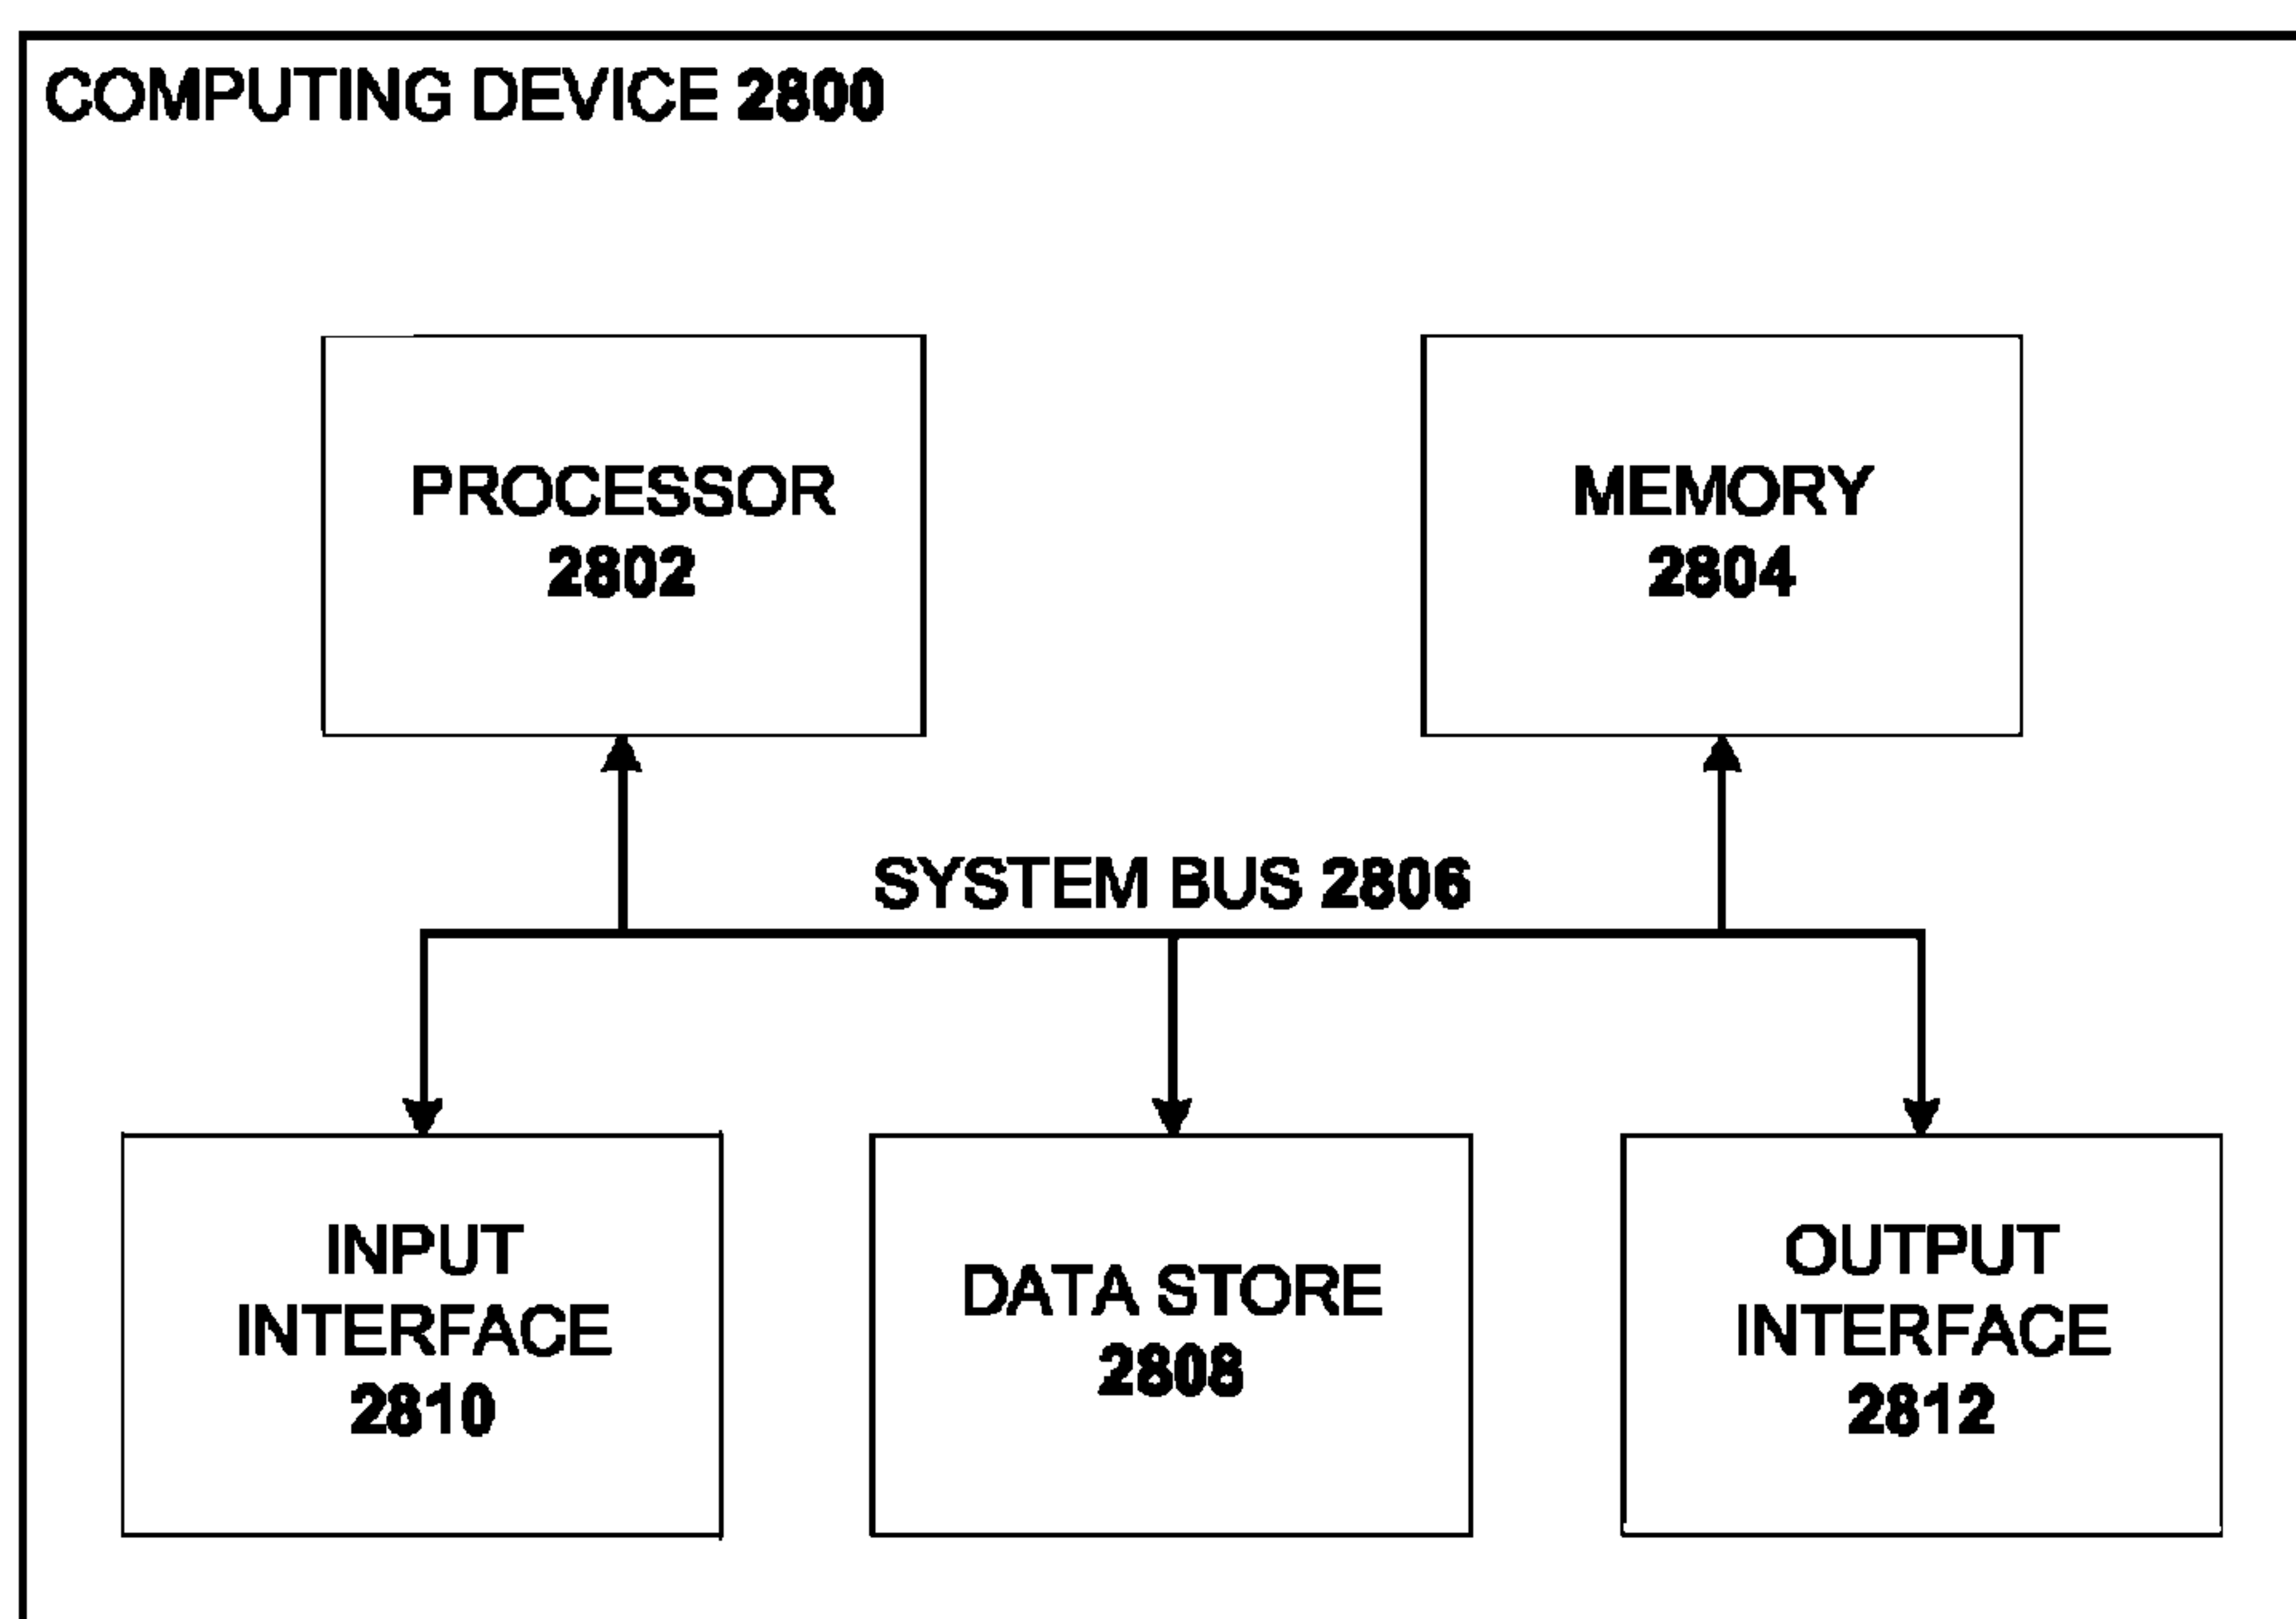 COMPUTING DEVICE 2800
PROCESSOR
2802
MEMORY
2804
SYSTEM BUS 2806
INPUT
INTERFACE
2810
DATA STORE
2808
OUTPUT
INTERFACE
2812